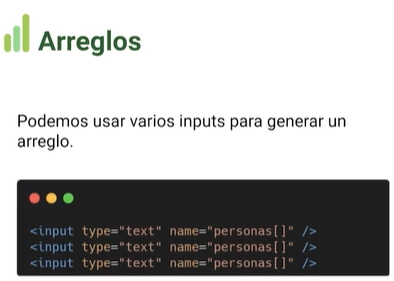 Arreglos
Podemos usar varios inputs para generar un
arreglo.
<input type="text" name="personas[]" />
<input type="text" name="personas[]" />
<input type="text" name="personas[]" />